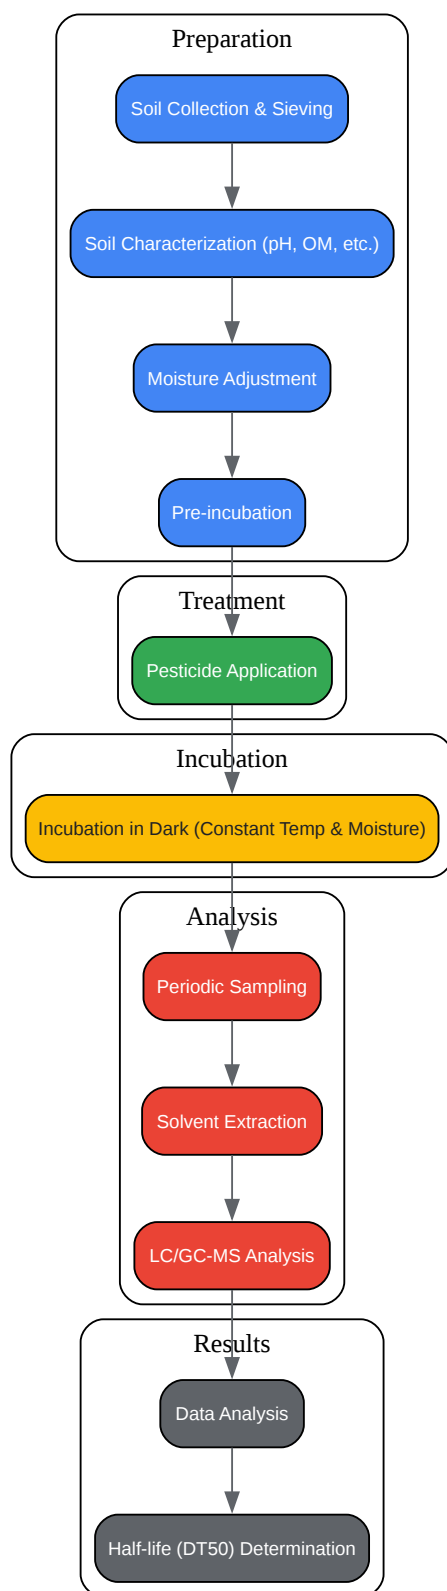 Preparation
Soil Collection & Sieving
Soil Characterization (pH, OM, etc.)
Moisture Adjustment
Pre-incubation
Treatment
Pesticide Application
Incubation
Incubation in Dark (Constant Temp & Moisture)
Analysis
Periodic Sampling
Solvent Extraction
LC/GC-MS Analysis
Results
Data Analysis
Half-life (DT50) Determination